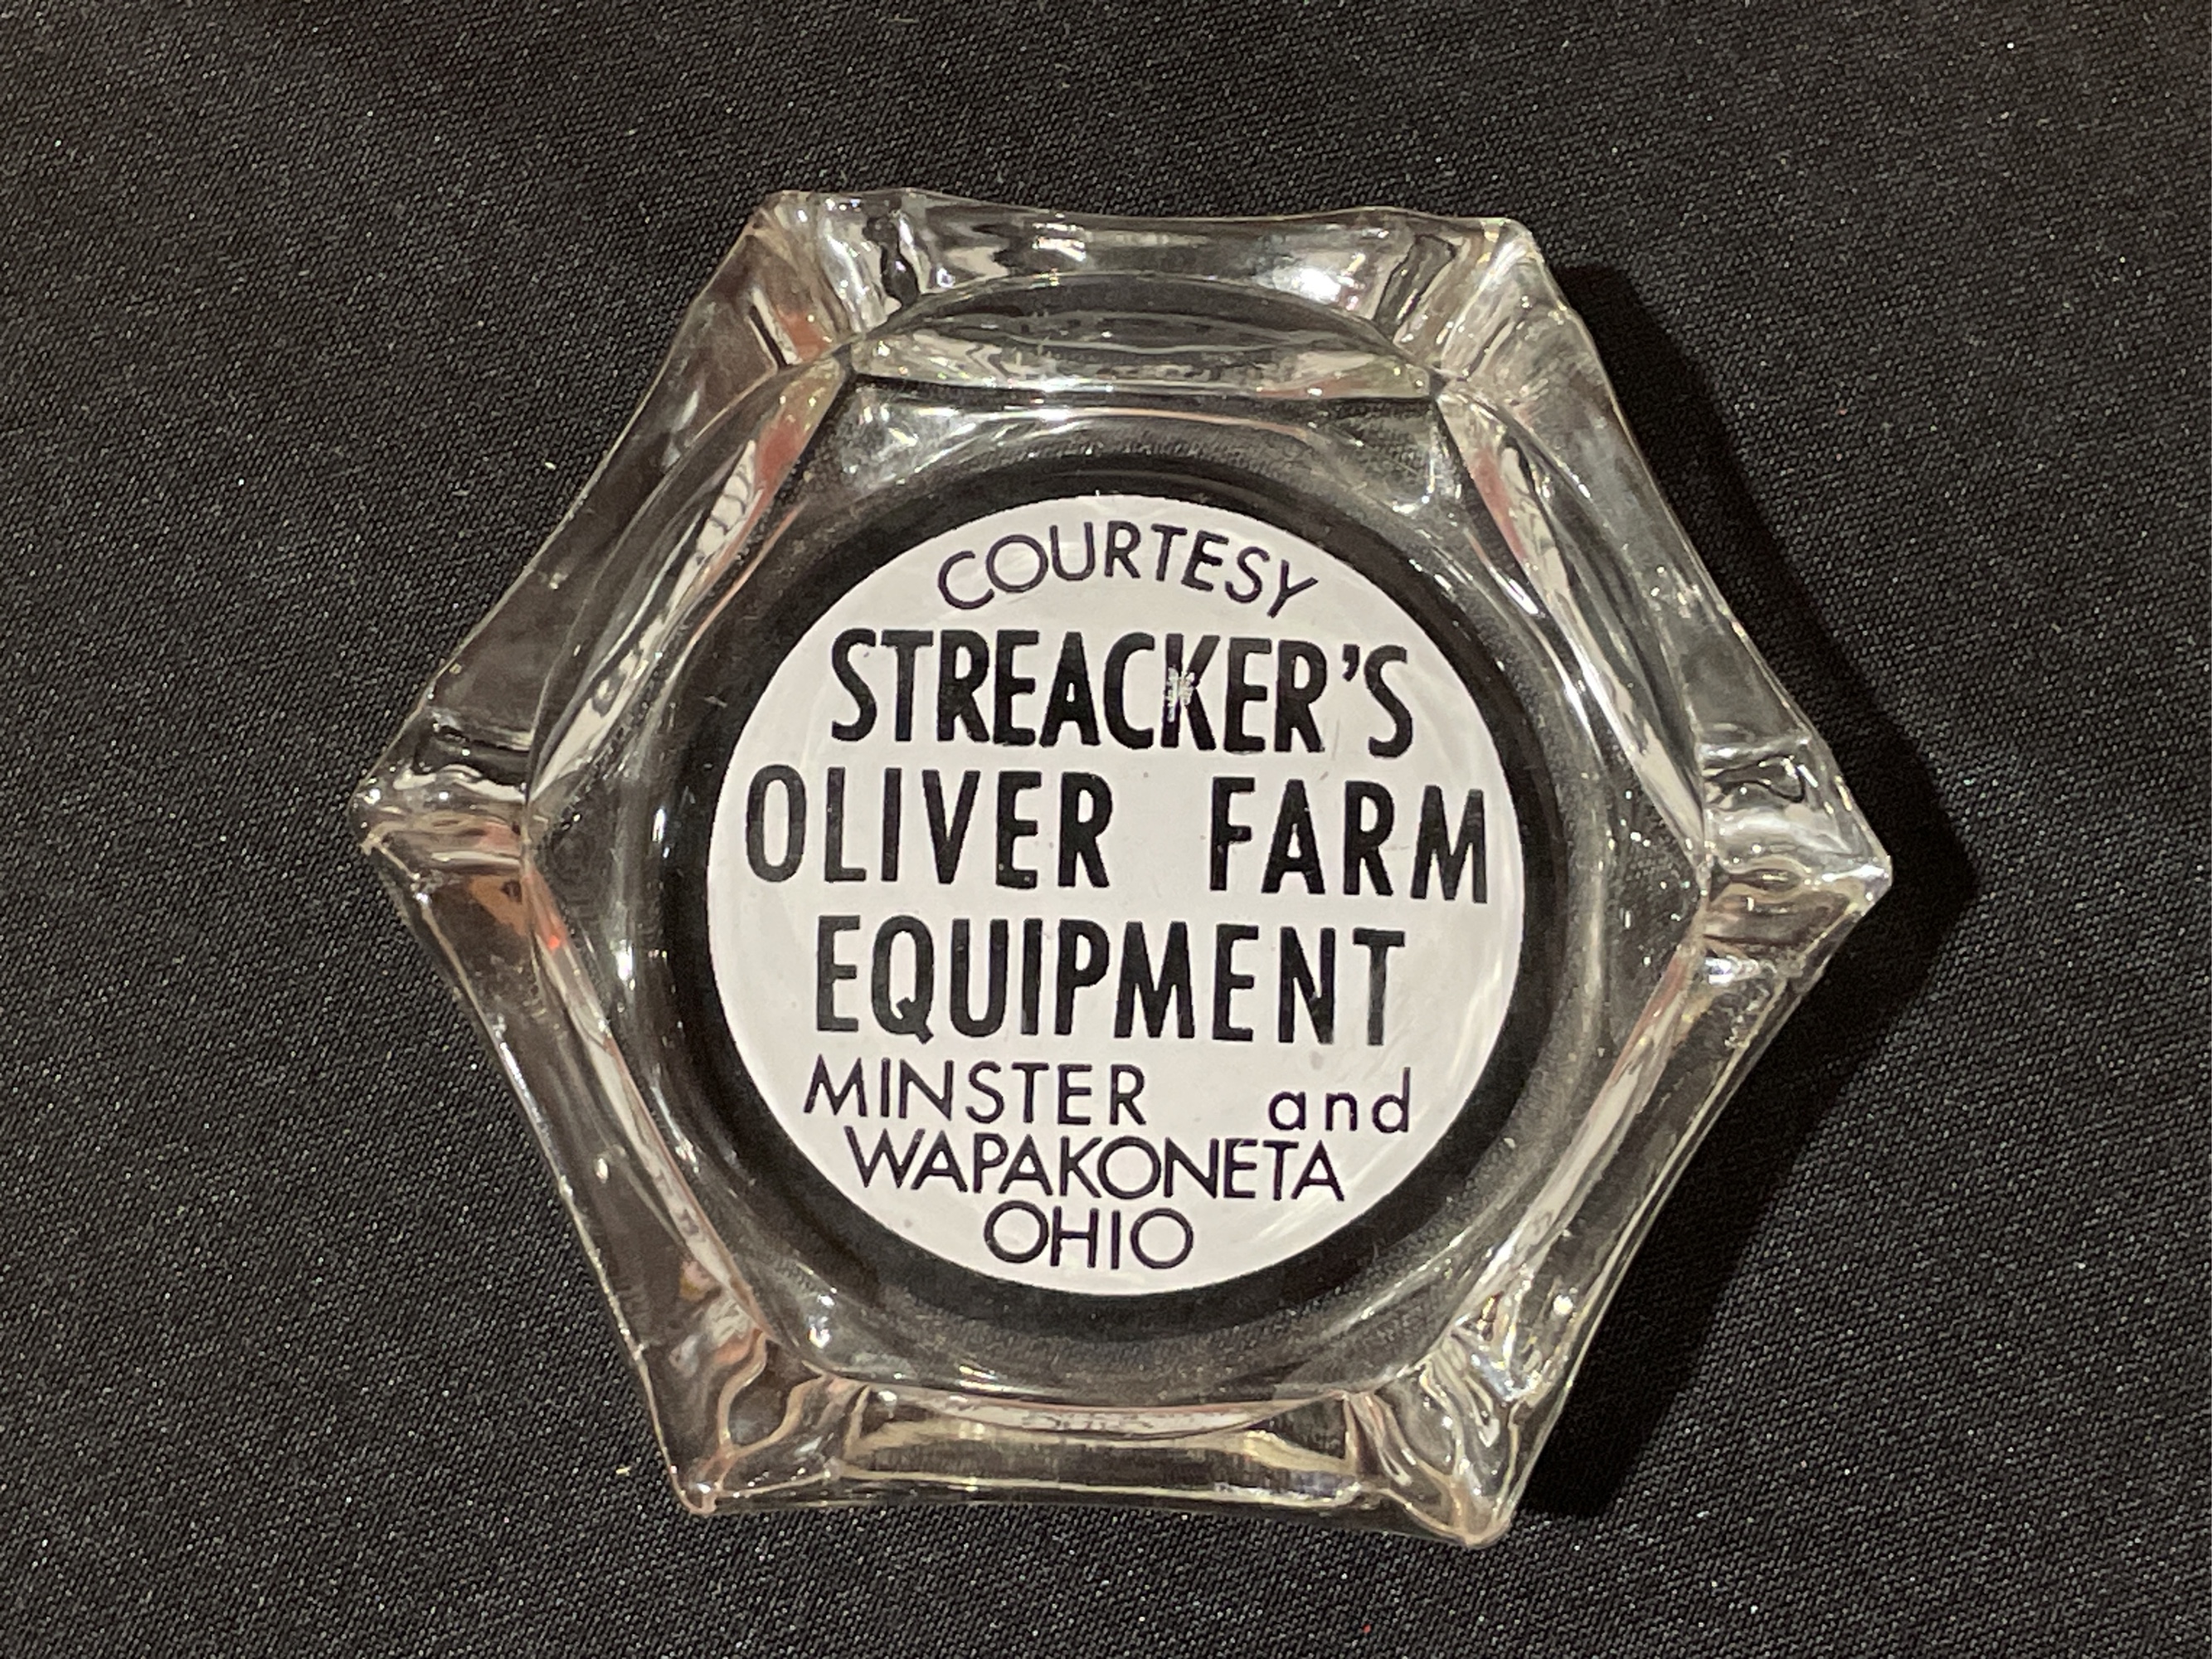 COURTESY
STREACKER'S
OLIVER FARM
EQUIPMENT
MINSTER and
WAPAKONETA
OHIO